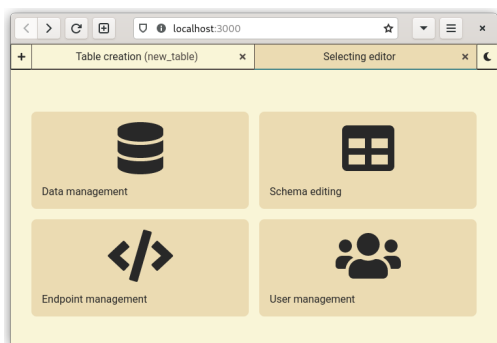 localhost:3000
Table creation (new_table)
Selecting editor
Data management
Schema editing
Endpoint management
User management